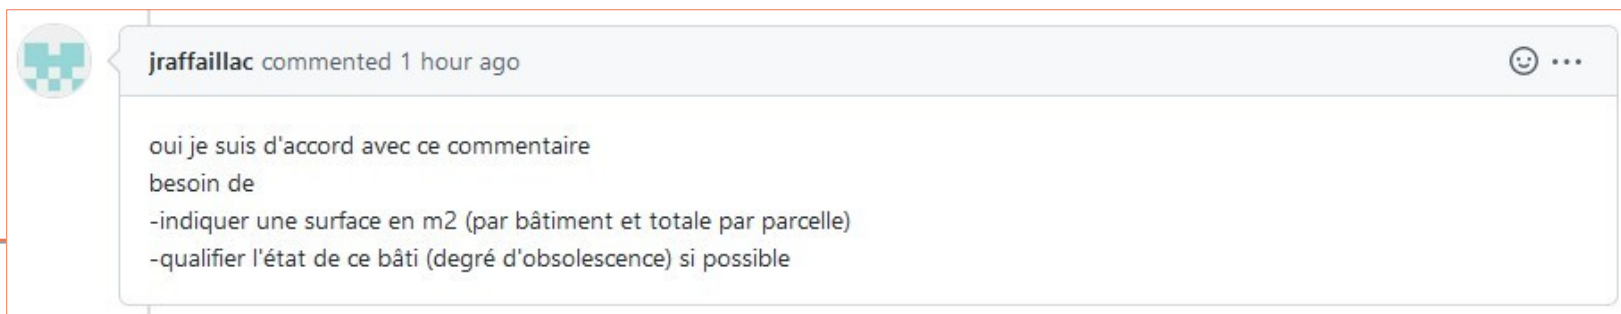 jraffaillac commented 1 hour ago
oui je suis d'accord avec ce commentaire
besoin de
-indiquer une surface en m2 (par bâtiment et totale par parcelle)
-qualifier l'état de ce bâti (degré d'obsolescence) si possible